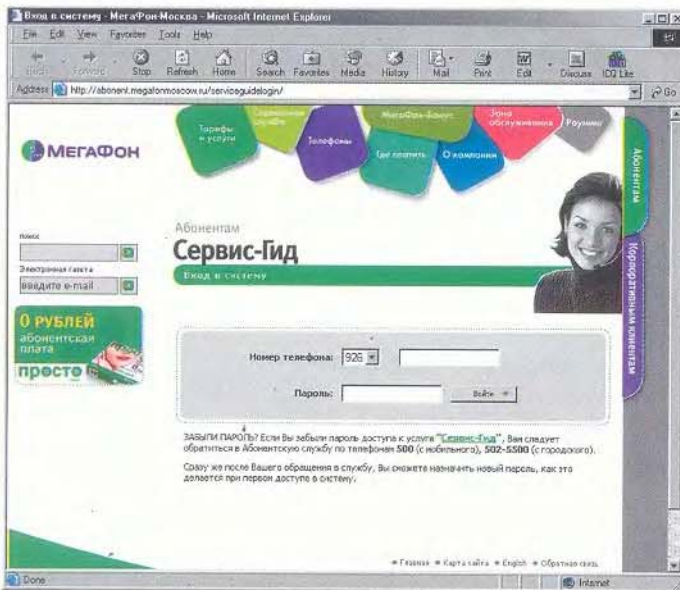 Вход в систему - МегаФон-Москва - Microsoft Internet Explorer
File Edit View Favorites Tools Help
Back Forward Stop Refresh Home Search Favorites Media History Mail Print Edit Discuss ICQ Lite
Address http://abonent.megafonmoscow.ru/serviceguidelogin/ Go
МЕГАФОН
Тарифы и услуги
Сервисные службы
Телефоны
МегаФон-Бонус
Где платить
О компании
Зона обслуживания
Роуминг
Абонентам
Корпоративным клиентам
Абонентам
Сервис-Гид
Вход в систему
поиск
Электронная газета
введите e-mail
0 РУБЛЕЙ
абонентская
плата
просто
Номер телефона: 926
Пароль: Войти
ЗАБЫЛИ ПАРОЛЬ? Если Вы забыли пароль доступа к услуге "Сервис-Гид", Вам следует
обратиться в Абонентскую службу по телефонам 500 (с мобильного), 502-5500 (с городского).
Сразу же после Вашего обращения в службу, Вы сможете назначить новый пароль, как это
делается при первом доступе в систему.
Главная Карта сайта English Обратная связь
Done Internet